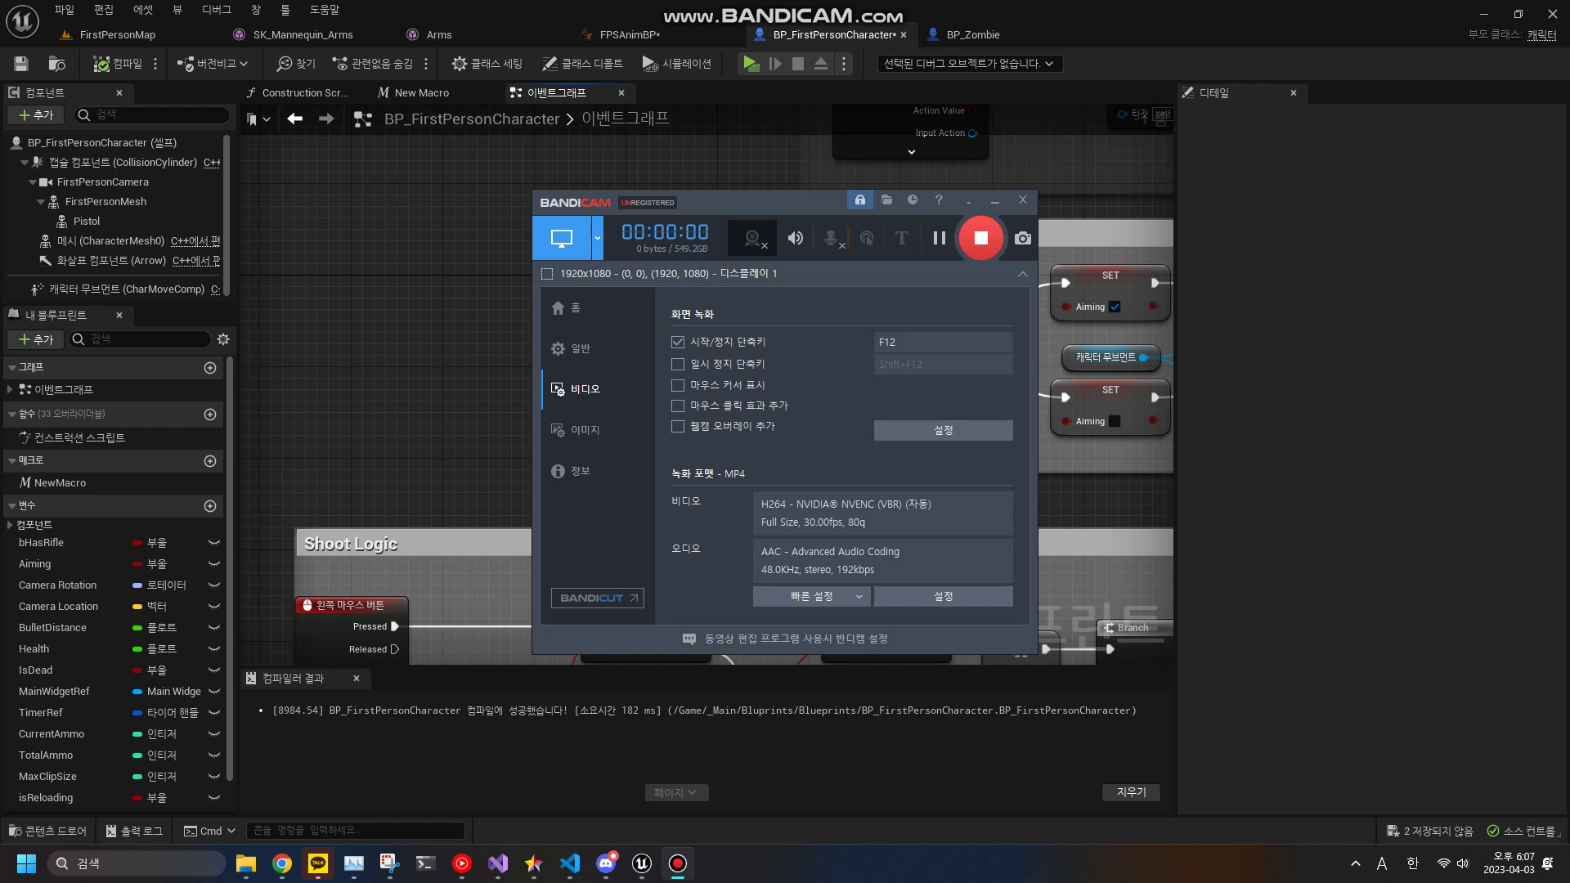 파일 편집 에셋 뷰 디버그 창 툴 도움말
www.BANDICAM.com
FirstPersonMap
SK_Mannequin_Arms
Arms
FPSAnimBP*
BP_FirstPersonCharacter*
BP_Zombie
부모 클래스: 캐릭터
컴파일
버전비교
찾기
관련없음 숨김
클래스 세팅
클래스 디폴트
시뮬레이션
선택된 디버그 오브젝트가 없습니다.
컴포넌트
Construction Scr...
New Macro
이벤트그래프
디테일
추가
검색
BP_FirstPersonCharacter > 이벤트그래프
BP_FirstPersonCharacter (셀프)
캡슐 컴포넌트 (CollisionCylinder) C++
FirstPersonCamera
FirstPersonMesh
Pistol
메시 (CharacterMesh0) C++에서 편
화살표 컴포넌트 (Arrow) C++에서 편
캐릭터 무브먼트 (CharMoveComp) C-
내 블루프린트
추가
검색
그래프
이벤트그래프
함수 (33 오버라이더블)
컨스트럭션 스크립트
매크로
NewMacro
변수
컴포넌트
bHasRifle 부울
Aiming 부울
Camera Rotation 로테이터
Camera Location 벡터
BulletDistance 플로트
Health 플로트
IsDead 부울
MainWidgetRef Main Widge
TimerRef 타이머 핸들
CurrentAmmo 인티저
TotalAmmo 인티저
MaxClipSize 인티저
isReloading 부울
Action Value
Input Action
타깃 self
BANDICAM UNREGISTERED
00:00:00
0 bytes / 549.2GB
1920x1080 - (0, 0), (1920, 1080) - 디스플레이 1
홈
일반
비디오
이미지
정보
BANDICUT
화면 녹화
시작/정지 단축키 F12
일시 정지 단축키 Shift+F12
마우스 커서 표시
마우스 클릭 효과 추가
웹캠 오버레이 추가
설정
녹화 포맷 - MP4
비디오
H264 - NVIDIA® NVENC (VBR) (자동)
Full Size, 30.00fps, 80q
오디오
AAC - Advanced Audio Coding
48.0KHz, stereo, 192kbps
빠른 설정
설정
동영상 편집 프로그램 사용시 반디캠 설정
SET
Aiming
캐릭터 무브먼트
SET
Aiming
Shoot Logic
왼쪽 마우스 버튼
Pressed
Released
프린트
Branch
컴파일러 결과
[8984.54] BP_FirstPersonCharacter 컴파일에 성공했습니다! [소요시간 182 ms] (/Game/_Main/Bluprints/Blueprints/BP_FirstPersonCharacter.BP_FirstPersonCharacter)
페이지
지우기
콘텐츠 드로어
출력 로그
Cmd
콘솔 명령을 입력하세요.
2 저장되지 않음
소스 컨트롤
검색
TALK
A
한
오후 6:07
2023-04-03